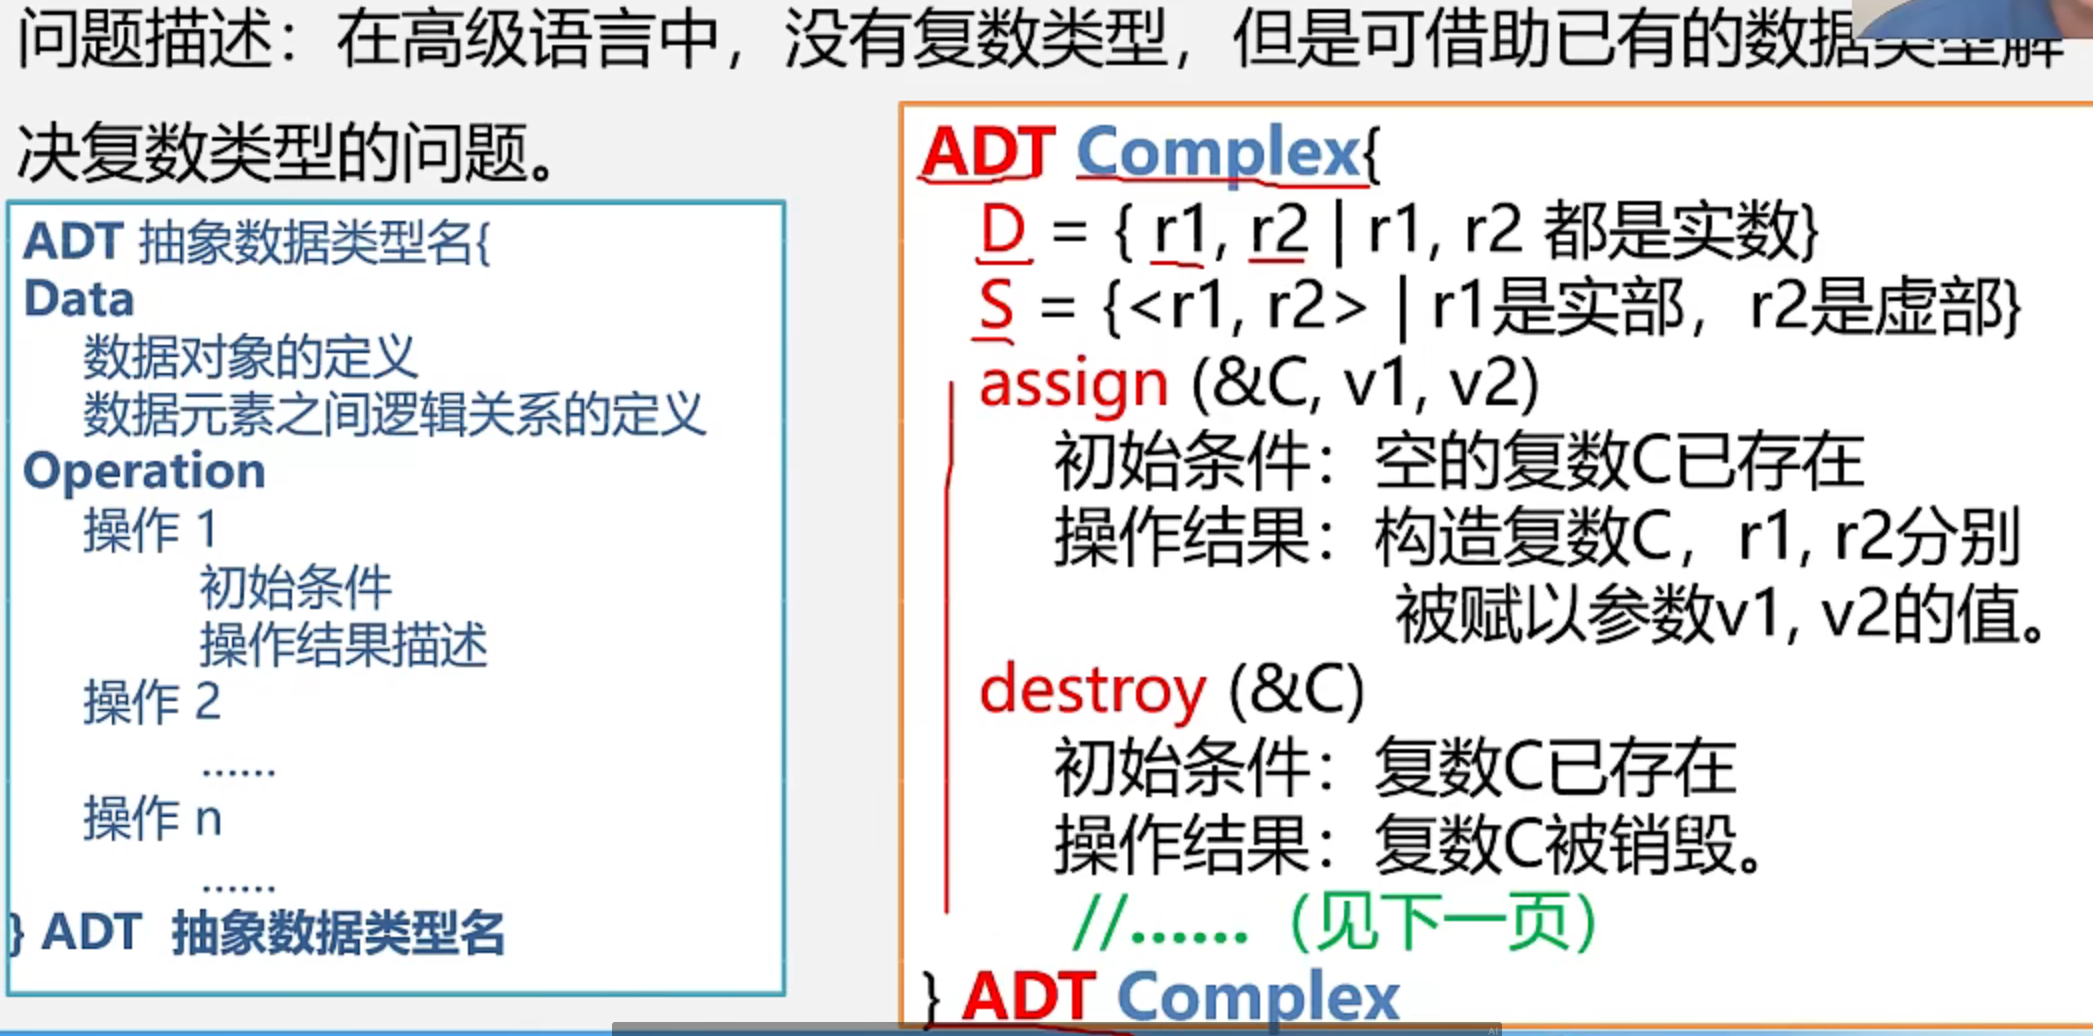 问题描述：在高级语言中，没有复数类型，但是可借助已有的数据类型解
决复数类型的问题。
ADT 抽象数据类型名{
Data
数据对象的定义
数据元素之间逻辑关系的定义
Operation
操作 1
初始条件
操作结果描述
操作 2
......
操作 n
......
} ADT 抽象数据类型名
ADT Complex{
D = { r1, r2 | r1, r2 都是实数}
S = {<r1, r2> | r1是实部，r2是虚部}
assign (&C, v1, v2)
初始条件：空的复数C已存在
操作结果：构造复数C，r1, r2分别
被赋以参数v1, v2的值。
destroy (&C)
初始条件：复数C已存在
操作结果：复数C被销毁。
//......（见下一页）
} ADT Complex